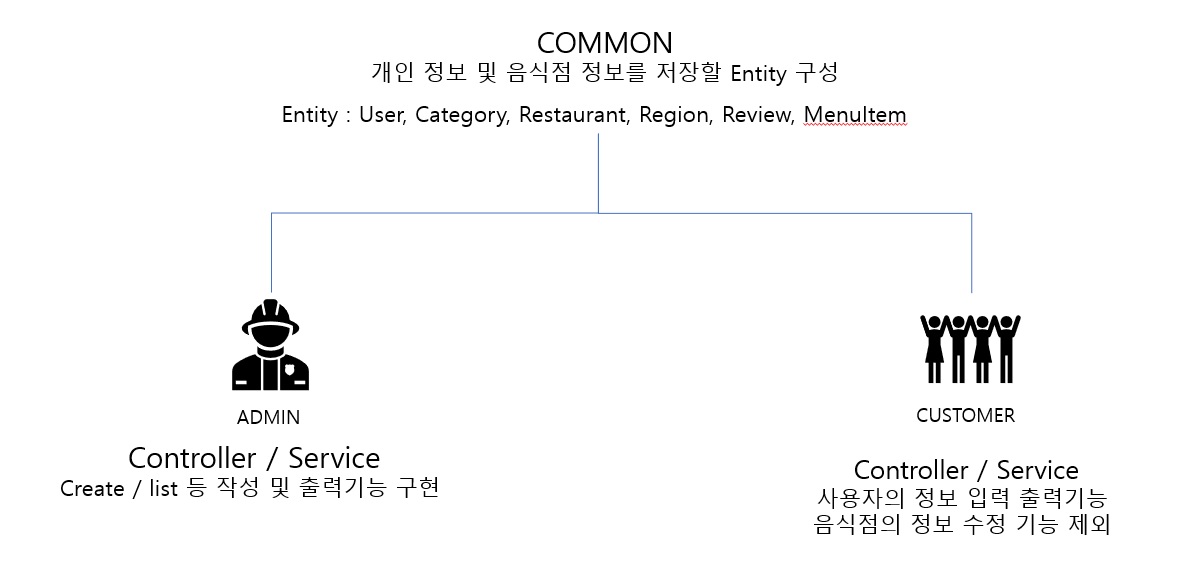 COMMON
개인 정보 및 음식점 정보를 저장할 Entity 구성
Entity : User, Category, Restaurant, Region, Review, MenuItem
ADMIN
Controller / Service
Create / list 등 작성 및 출력기능 구현
CUSTOMER
Controller / Service
사용자의 정보 입력 출력기능
음식점의 정보 수정 기능 제외